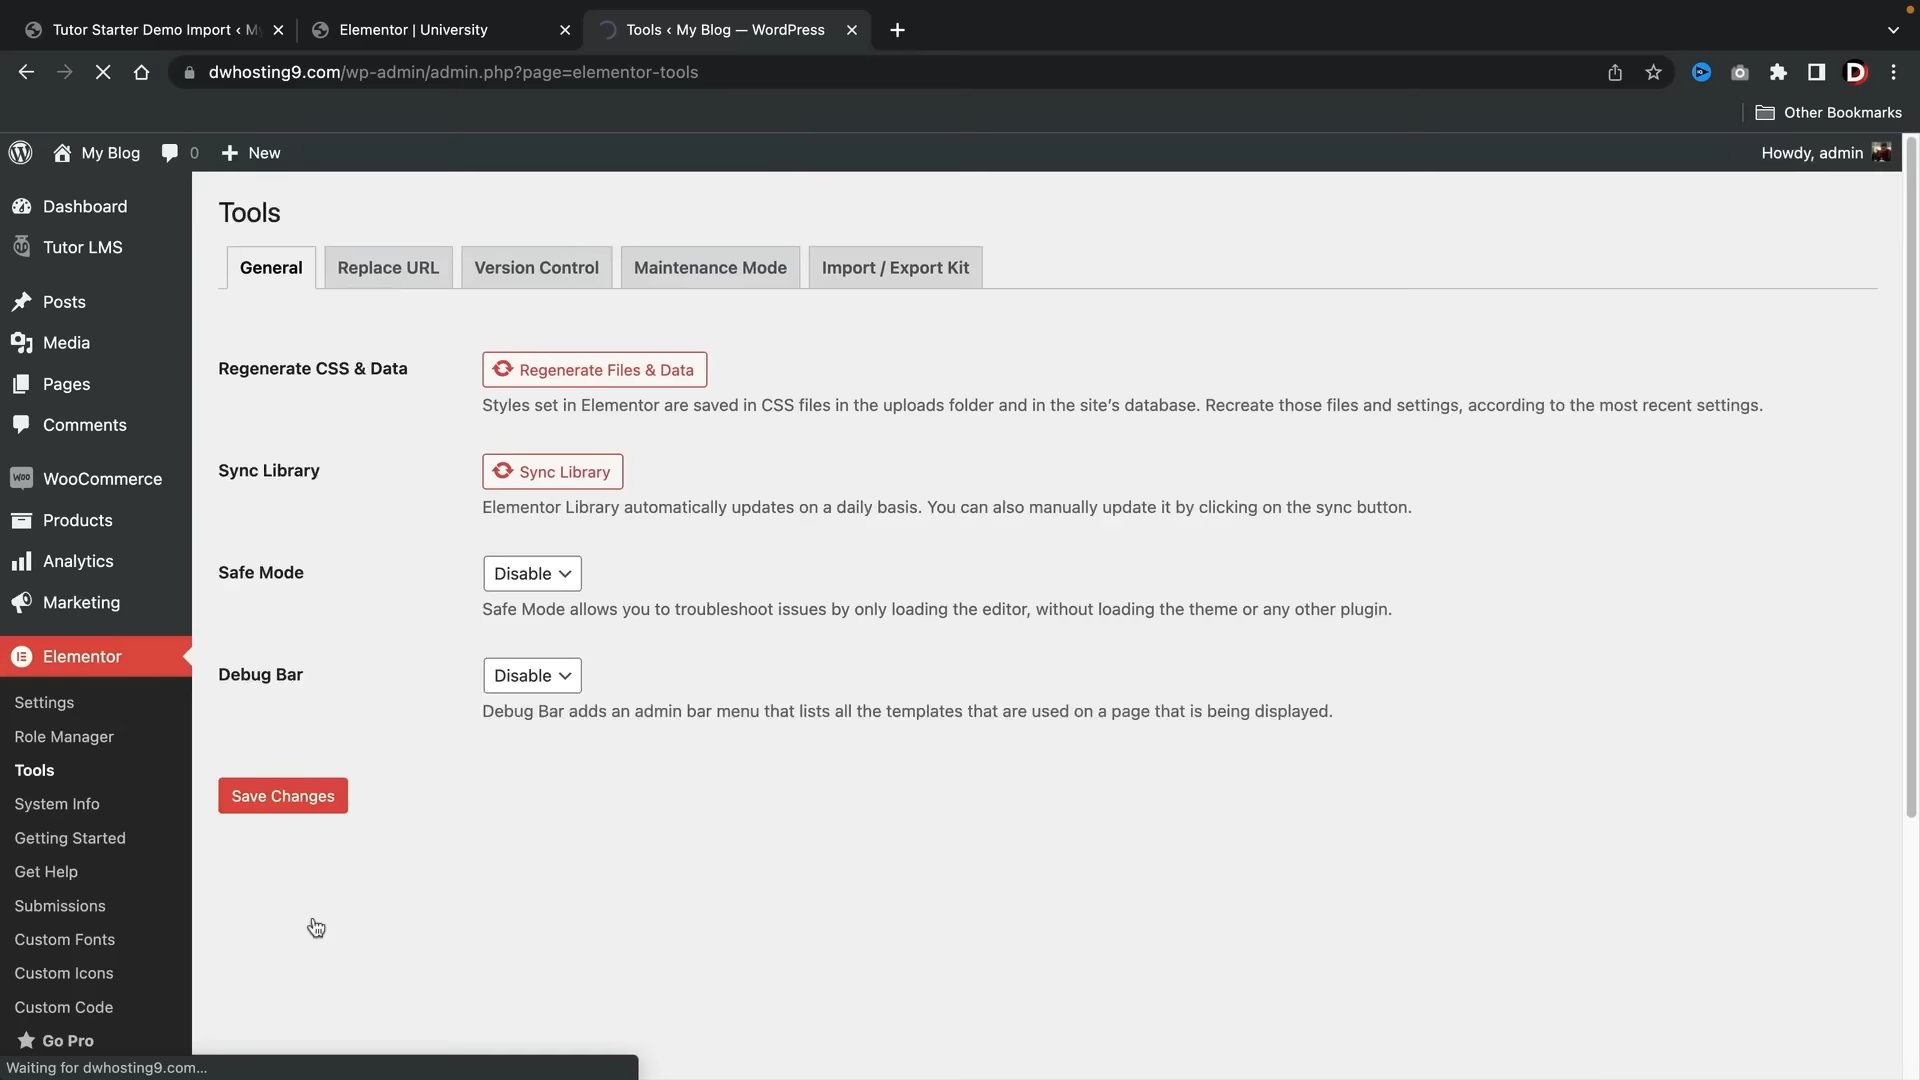 Tutor Starter Demo Import ‹ M
Elementor | University
Tools ‹ My Blog — WordPress
dwhosting9.com/wp-admin/admin.php?page=elementor-tools
Other Bookmarks
My Blog
0
New
Howdy, admin
Dashboard
Tutor LMS
Posts
Media
Pages
Comments
WooCommerce
Products
Analytics
Marketing
Elementor
Settings
Role Manager
Tools
System Info
Getting Started
Get Help
Submissions
Custom Fonts
Custom Icons
Custom Code
Go Pro
Waiting for dwhosting9.com...
Tools
General
Replace URL
Version Control
Maintenance Mode
Import / Export Kit
Regenerate CSS & Data
Regenerate Files & Data
Styles set in Elementor are saved in CSS files in the uploads folder and in the site’s database. Recreate those files and settings, according to the most recent settings.
Sync Library
Sync Library
Elementor Library automatically updates on a daily basis. You can also manually update it by clicking on the sync button.
Safe Mode
Disable
Safe Mode allows you to troubleshoot issues by only loading the editor, without loading the theme or any other plugin.
Debug Bar
Disable
Debug Bar adds an admin bar menu that lists all the templates that are used on a page that is being displayed.
Save Changes